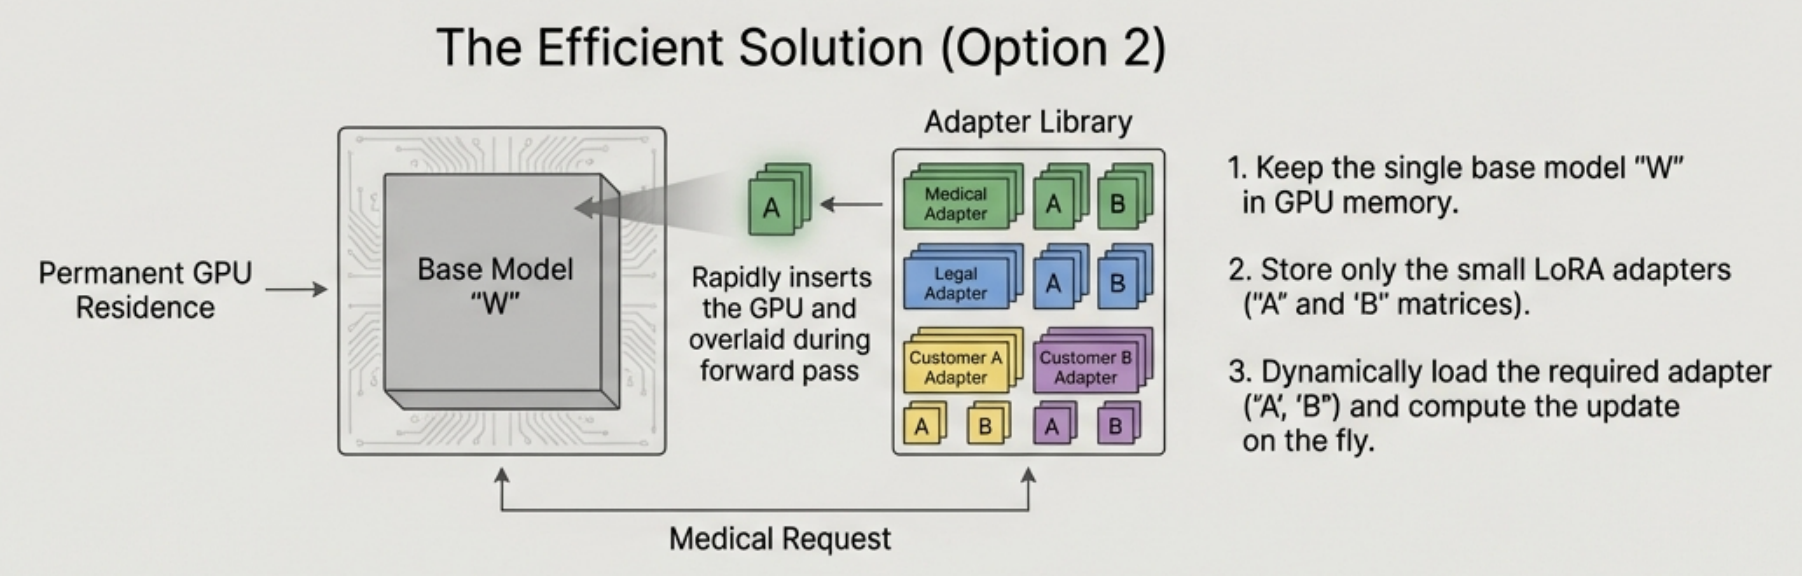 The Efficient Solution (Option 2)
Permanent GPU
Residence
Base Model
"W"
A
Rapidly inserts
the GPU and
overlaid during
forward pass
Adapter Library
Medical
Adapter
A
B
Legal
Adapter
A
B
Customer A
Adapter
Customer B
Adapter
A
B
A
B
Medical Request
1. Keep the single base model "W"
in GPU memory.
2. Store only the small LoRA adapters
("A" and 'B" matrices).
3. Dynamically load the required adapter
("A', 'B") and compute the update
on the fly.